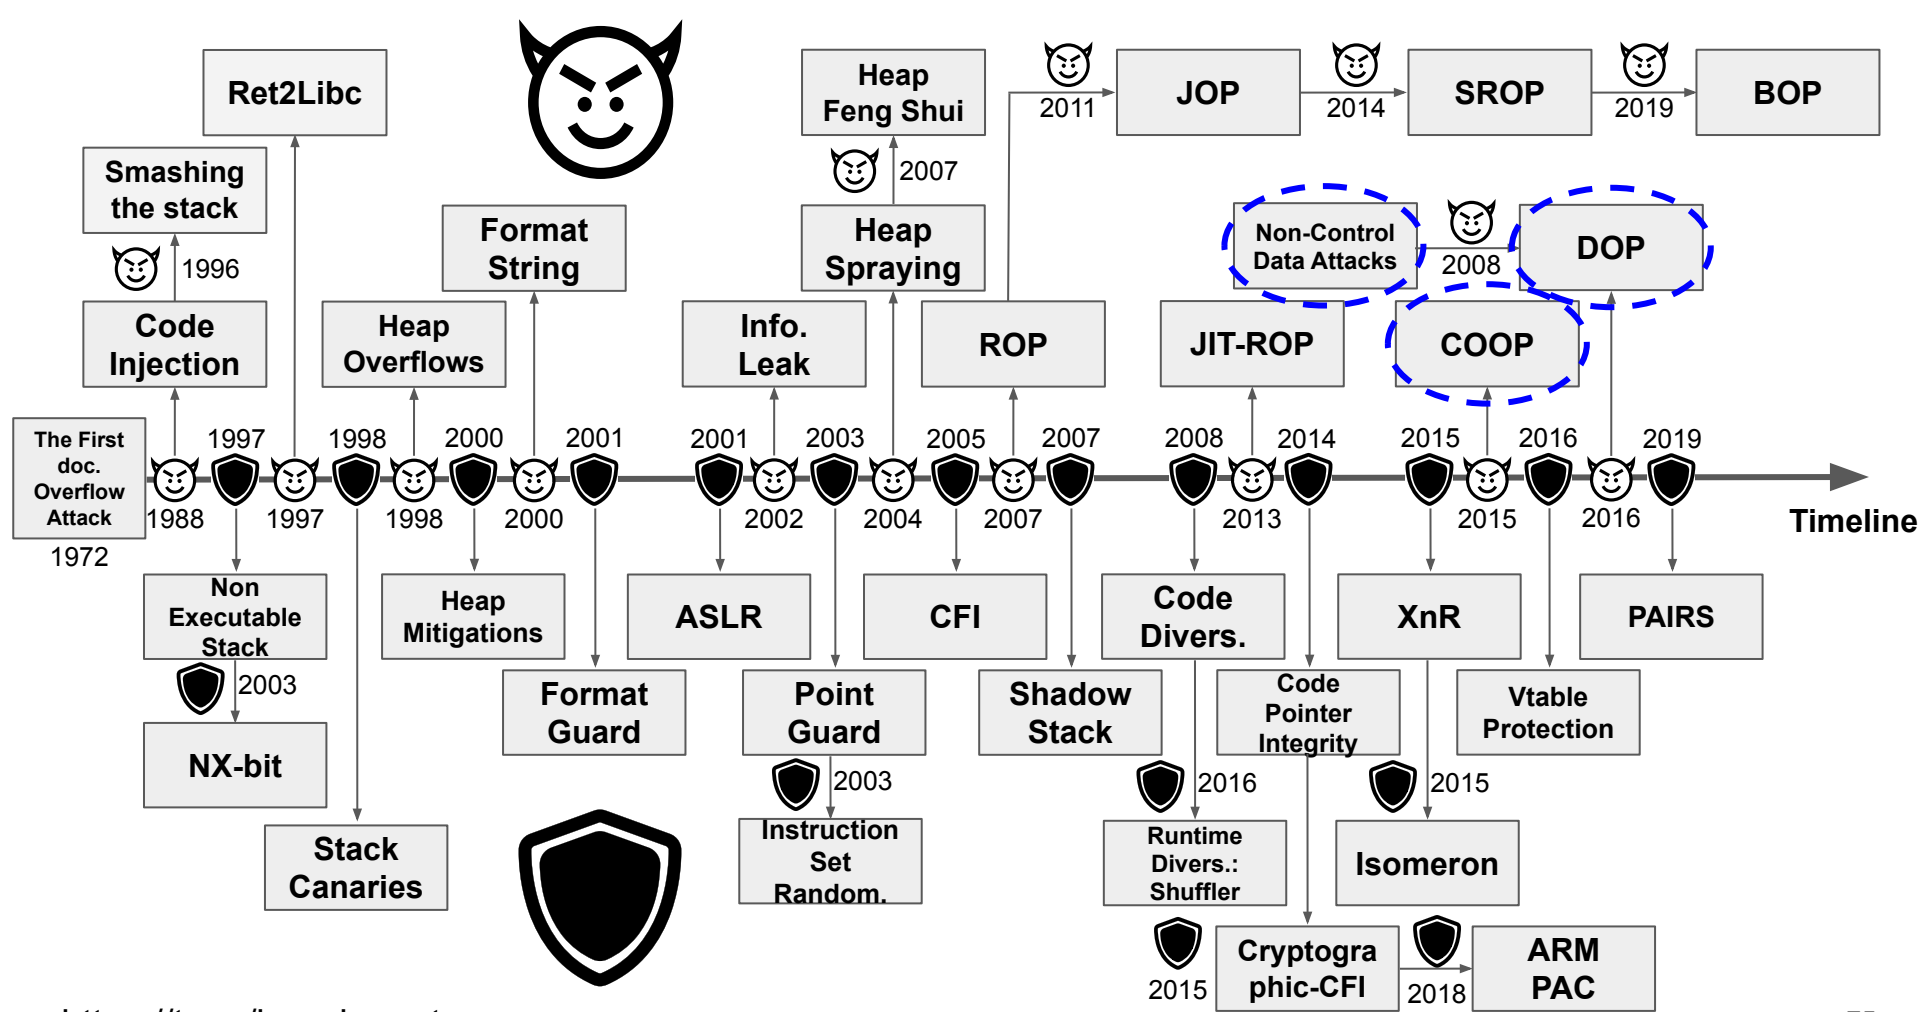 Ret2Libc
Smashing
the stack
1996
Code
Injection
Heap
Overflows
Format
String
Heap
Feng Shui
2007
Heap
Spraying
Info.
Leak
ROP
2011
JOP
2014
SROP
2019
BOP
Non-Control
Data Attacks
2008
DOP
JIT-ROP
COOP
The First
doc.
Overflow
Attack
1972
1997
1998
2000
2001
2001
2003
2005
2007
2008
2014
2015
2016
2019
1988
1997
1998
2000
2002
2004
2007
2013
2015
2016
Timeline
Non
Executable
Stack
2003
NX-bit
Stack
Canaries
Heap
Mitigations
Format
Guard
ASLR
Point
Guard
2003
Instruction
Set
Random.
CFI
Shadow
Stack
Code
Divers.
2016
Runtime
Divers.:
Shuffler
Code
Pointer
Integrity
2015
Cryptogra
phic-CFI
2018
ARM
PAC
XnR
2015
Isomeron
Vtable
Protection
PAIRS